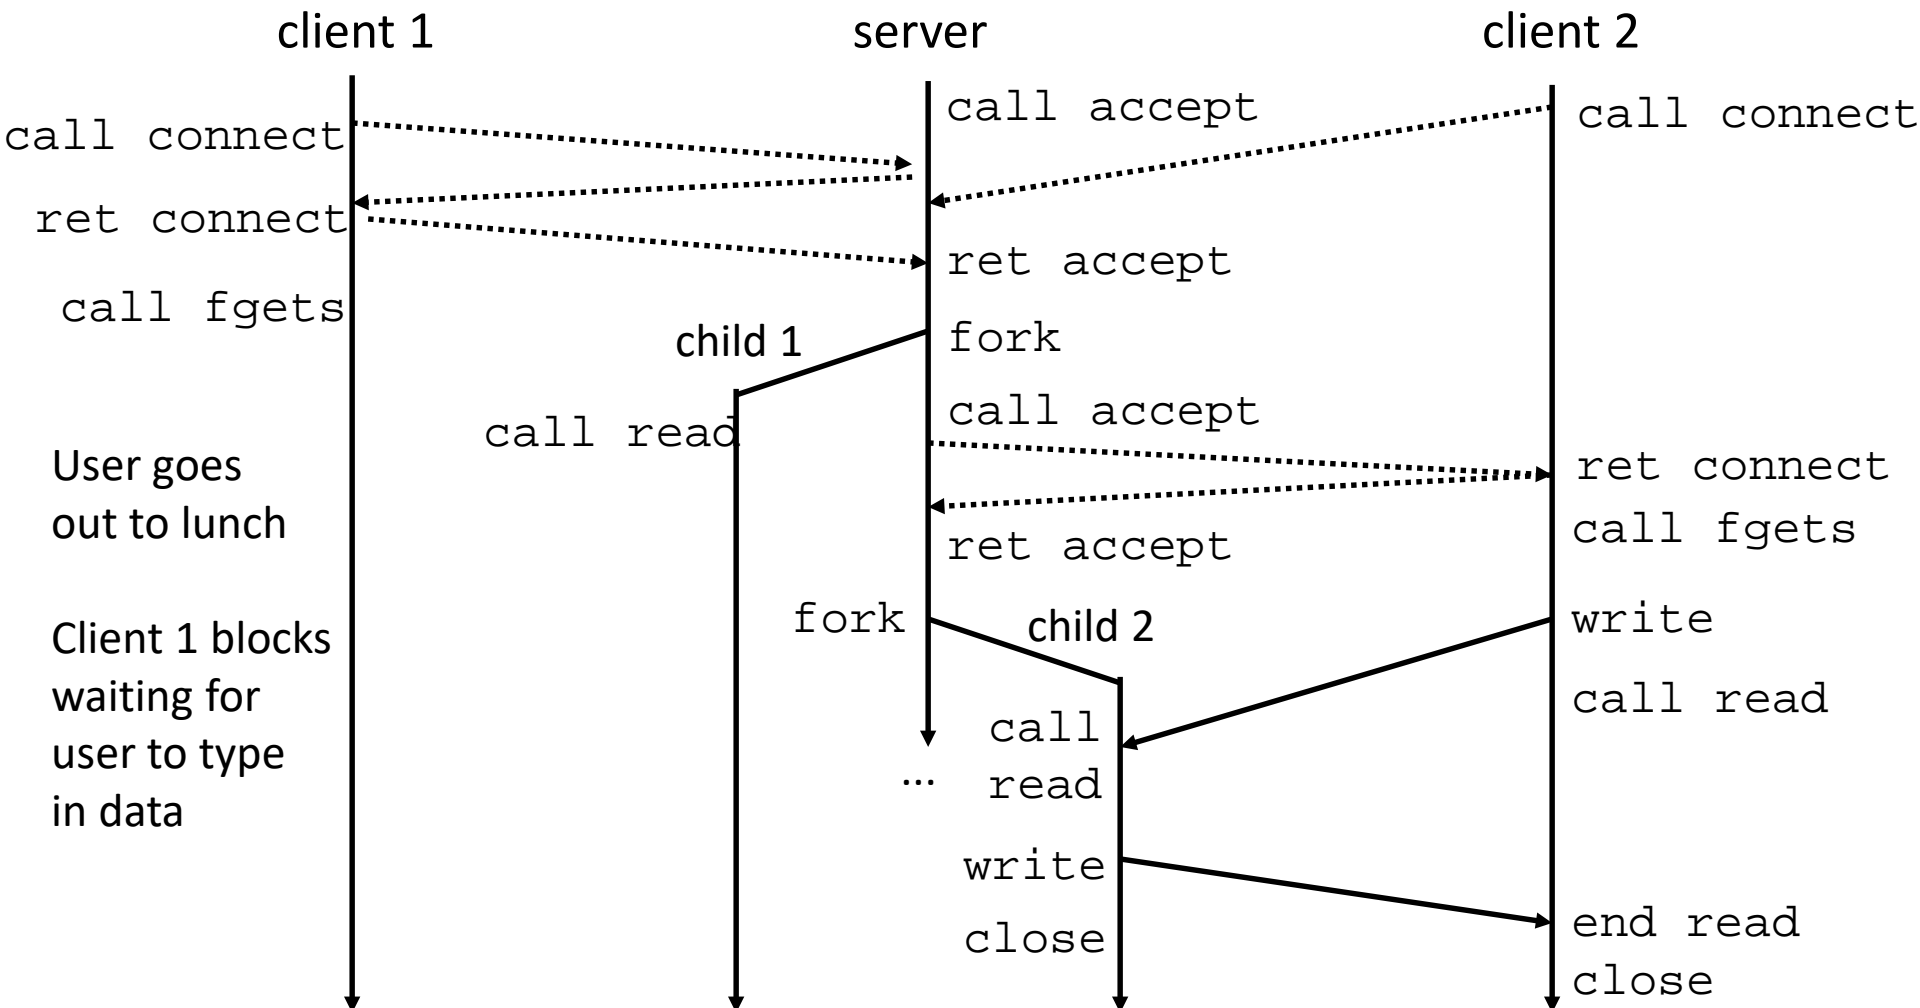 client 1
server
client 2
call accept
call connect
call connect
ret connect
ret accept
call fgets
child 1
fork
call accept
call read
User goes
out to lunch
ret connect
call fgets
ret accept
fork
child 2
write
Client 1 blocks
waiting for
user to type
in data
call read
call
read
...
write
close
end read
close